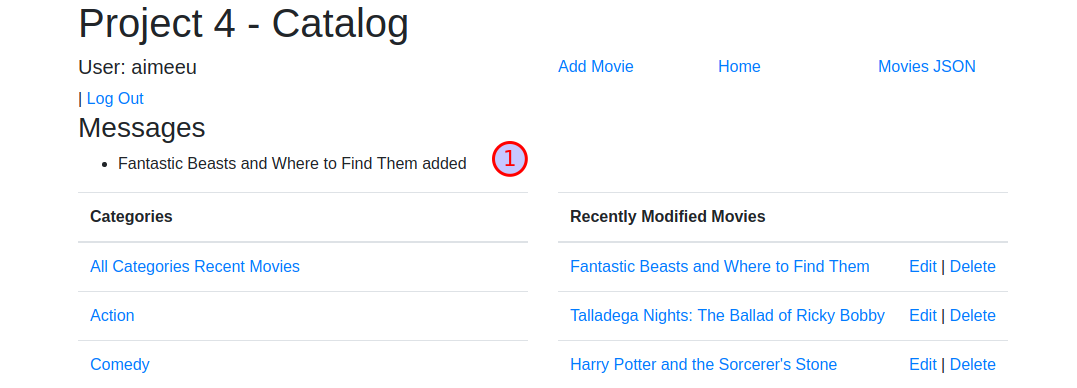 Project 4 - Catalog
User: aimeeu
Add Movie Home Movies JSON
| Log Out
Messages
• Fantastic Beasts and Where to Find Them added 1
Categories Recently Modified Movies
All Categories Recent Movies Fantastic Beasts and Where to Find Them Edit | Delete
Action Talladega Nights: The Ballad of Ricky Bobby Edit | Delete
Comedy Harry Potter and the Sorcerer's Stone Edit | Delete